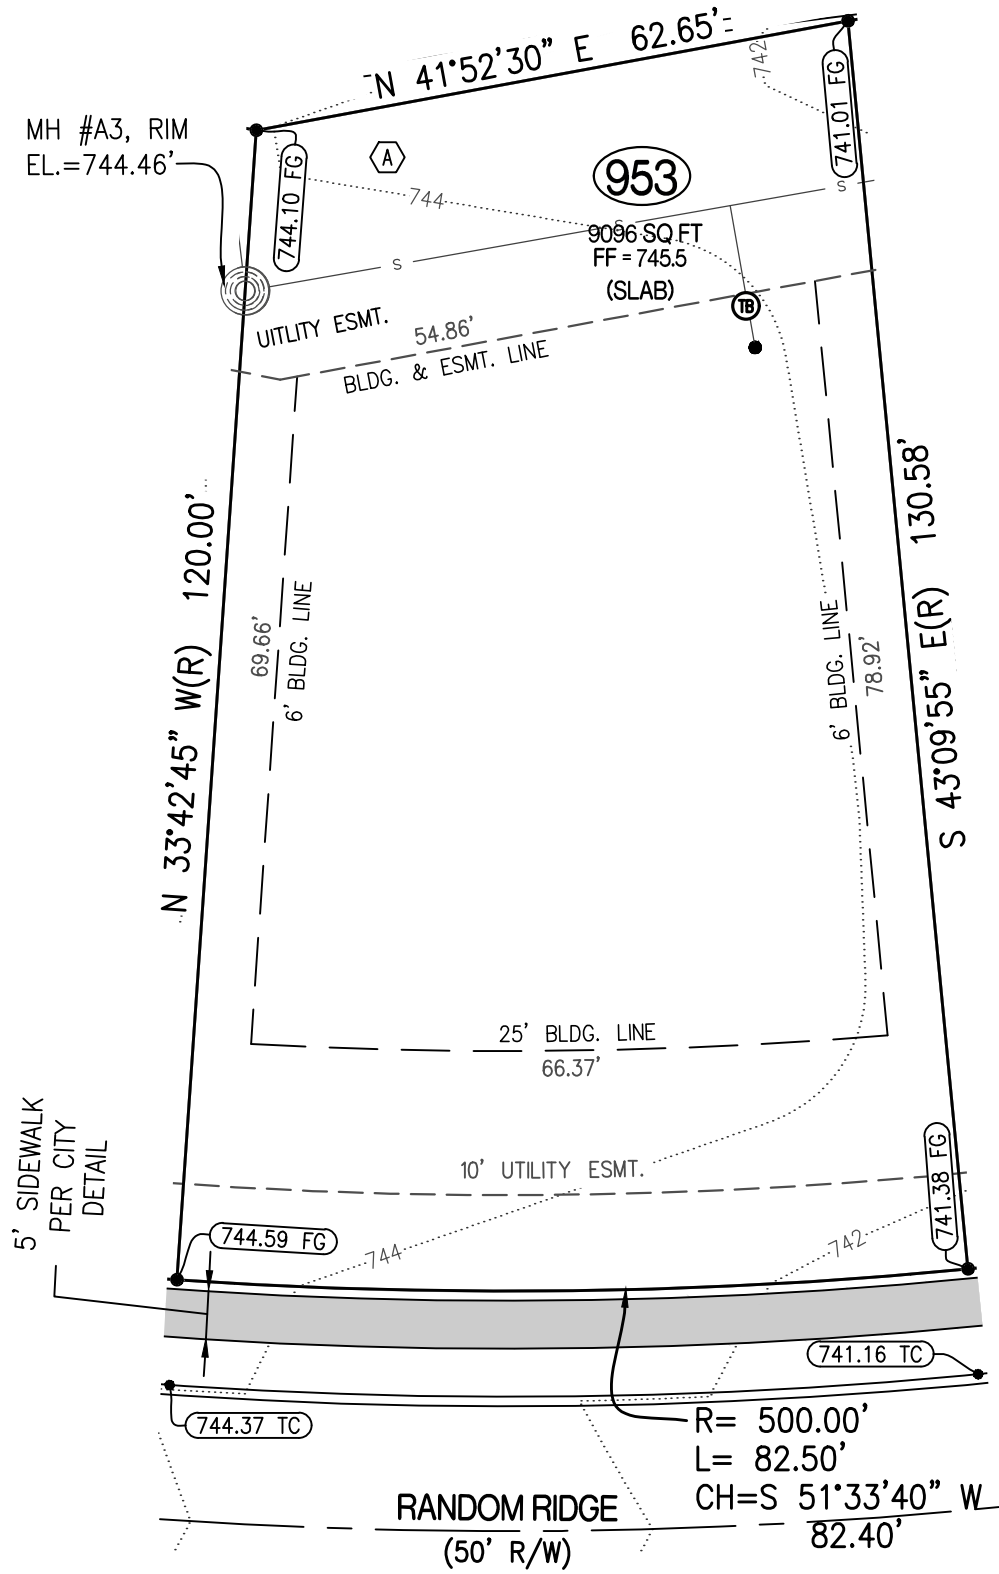 N 41°52'30" E 62.65'
742
741.01 FG
MH #A3, RIM
EL.=744.46'
A
744.10 FG
953
744
S
S
S
9096 SQ FT
FF = 745.5
(SLAB)
TB
UITLITY ESMT.
54.86'
BLDG. & ESMT. LINE
N 33°42'45" W(R) 120.00'
69.66'
6' BLDG. LINE
6' BLDG. LINE
78.92'
S 43°09'55" E(R) 130.58'
25' BLDG. LINE
66.37'
5' SIDEWALK
PER CITY
DETAIL
10' UTILITY ESMT.
741.38 FG
744.59 FG
744
742
741.16 TC
744.37 TC
R= 500.00'
L= 82.50'
CH=S 51°33'40" W
82.40'
RANDOM RIDGE
(50' R/W)